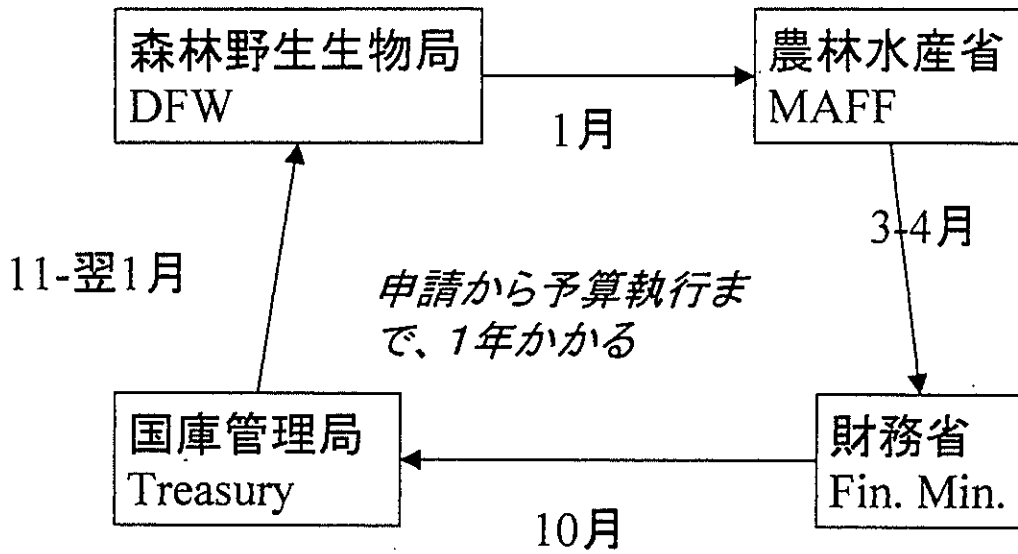 森林野生生物局
DFW
農林水産省
MAFF
1月
3-4月
11-翌1月
申請から予算執行ま
で、1年かかる
国庫管理局
Treasury
財務省
Fin. Min.
10月